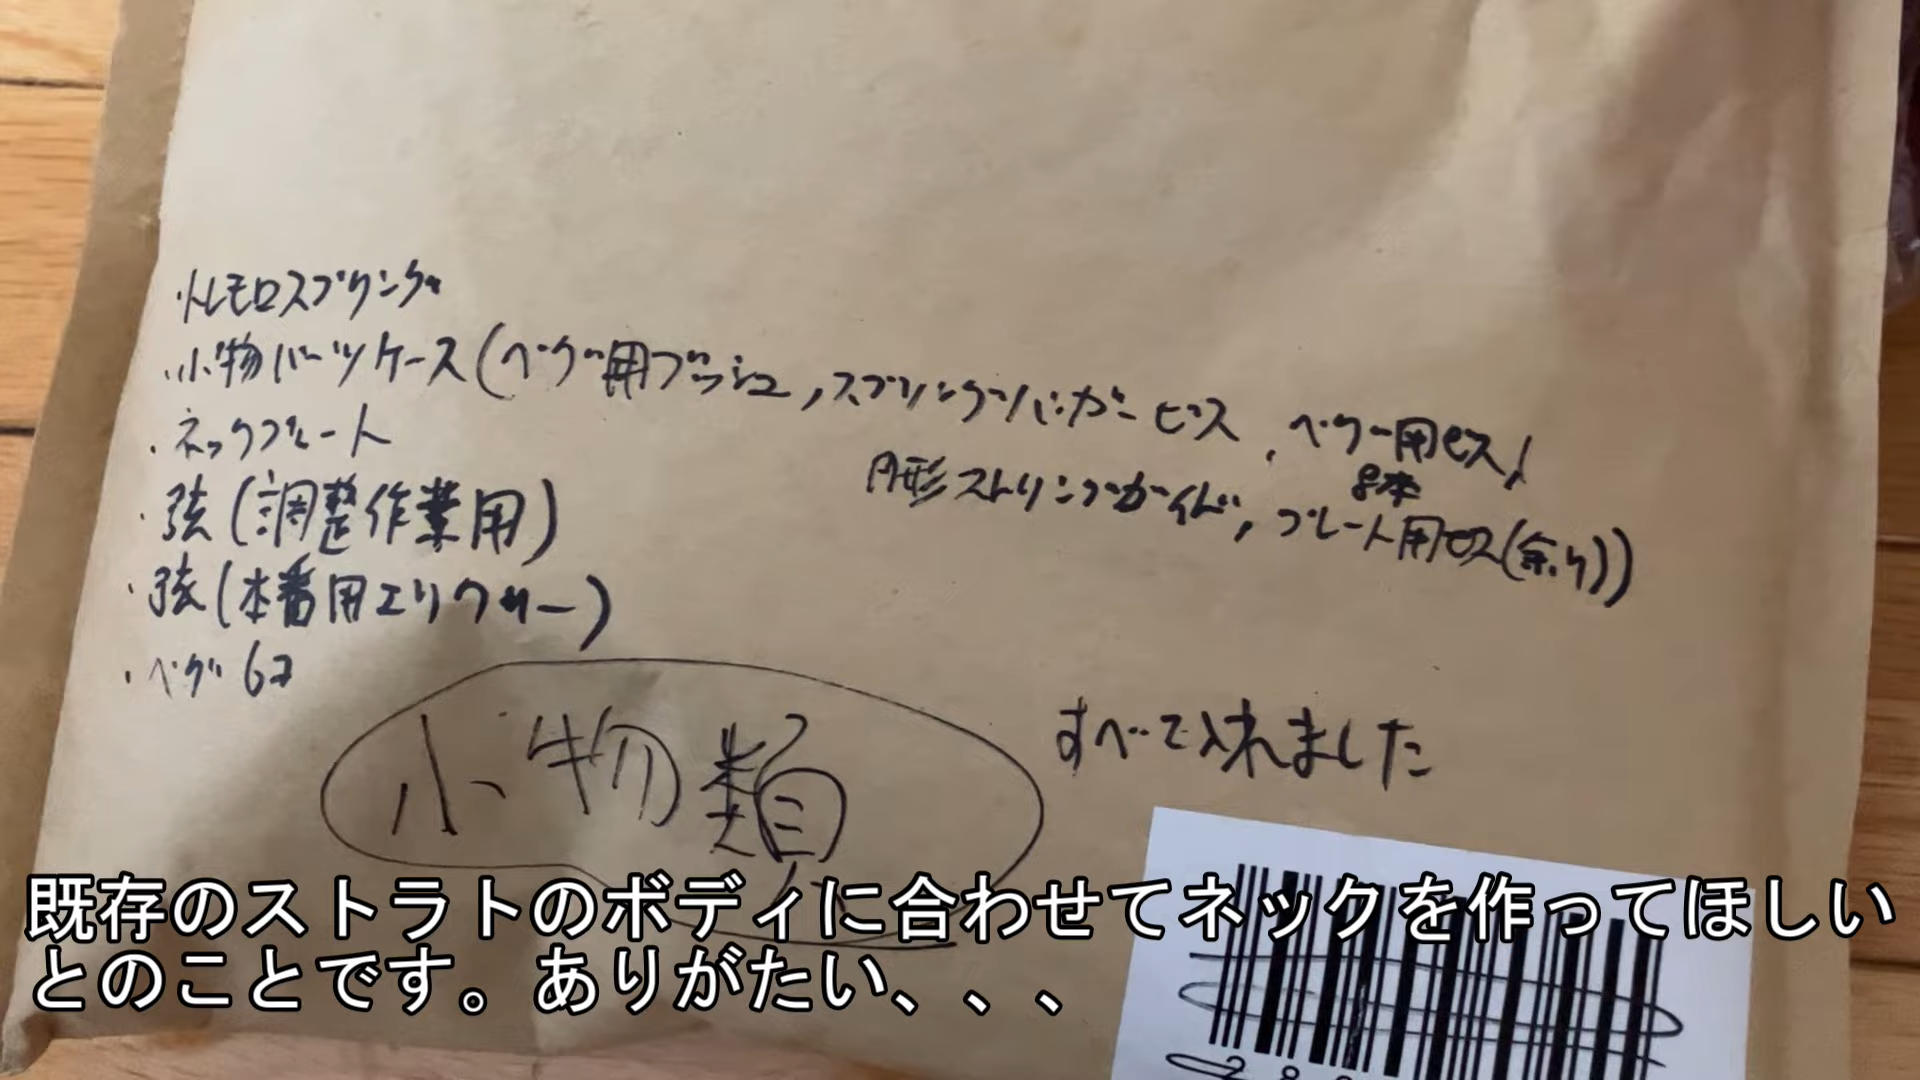 ・トレモロスプリング
・小物パーツケース(ペグ用ブッシュ,スプリングハンガービス,ペグ用ビス
8本
円形ストリングガイド,プレート用ビス(余り))
・ネックプレート
・弦(調整作業用)
・弦(本番用エリクサー)
・ペグ 6コ
小物類
すべて入れました
既存のストラトのボディに合わせてネックを作ってほしい
とのことです。ありがたい、、、